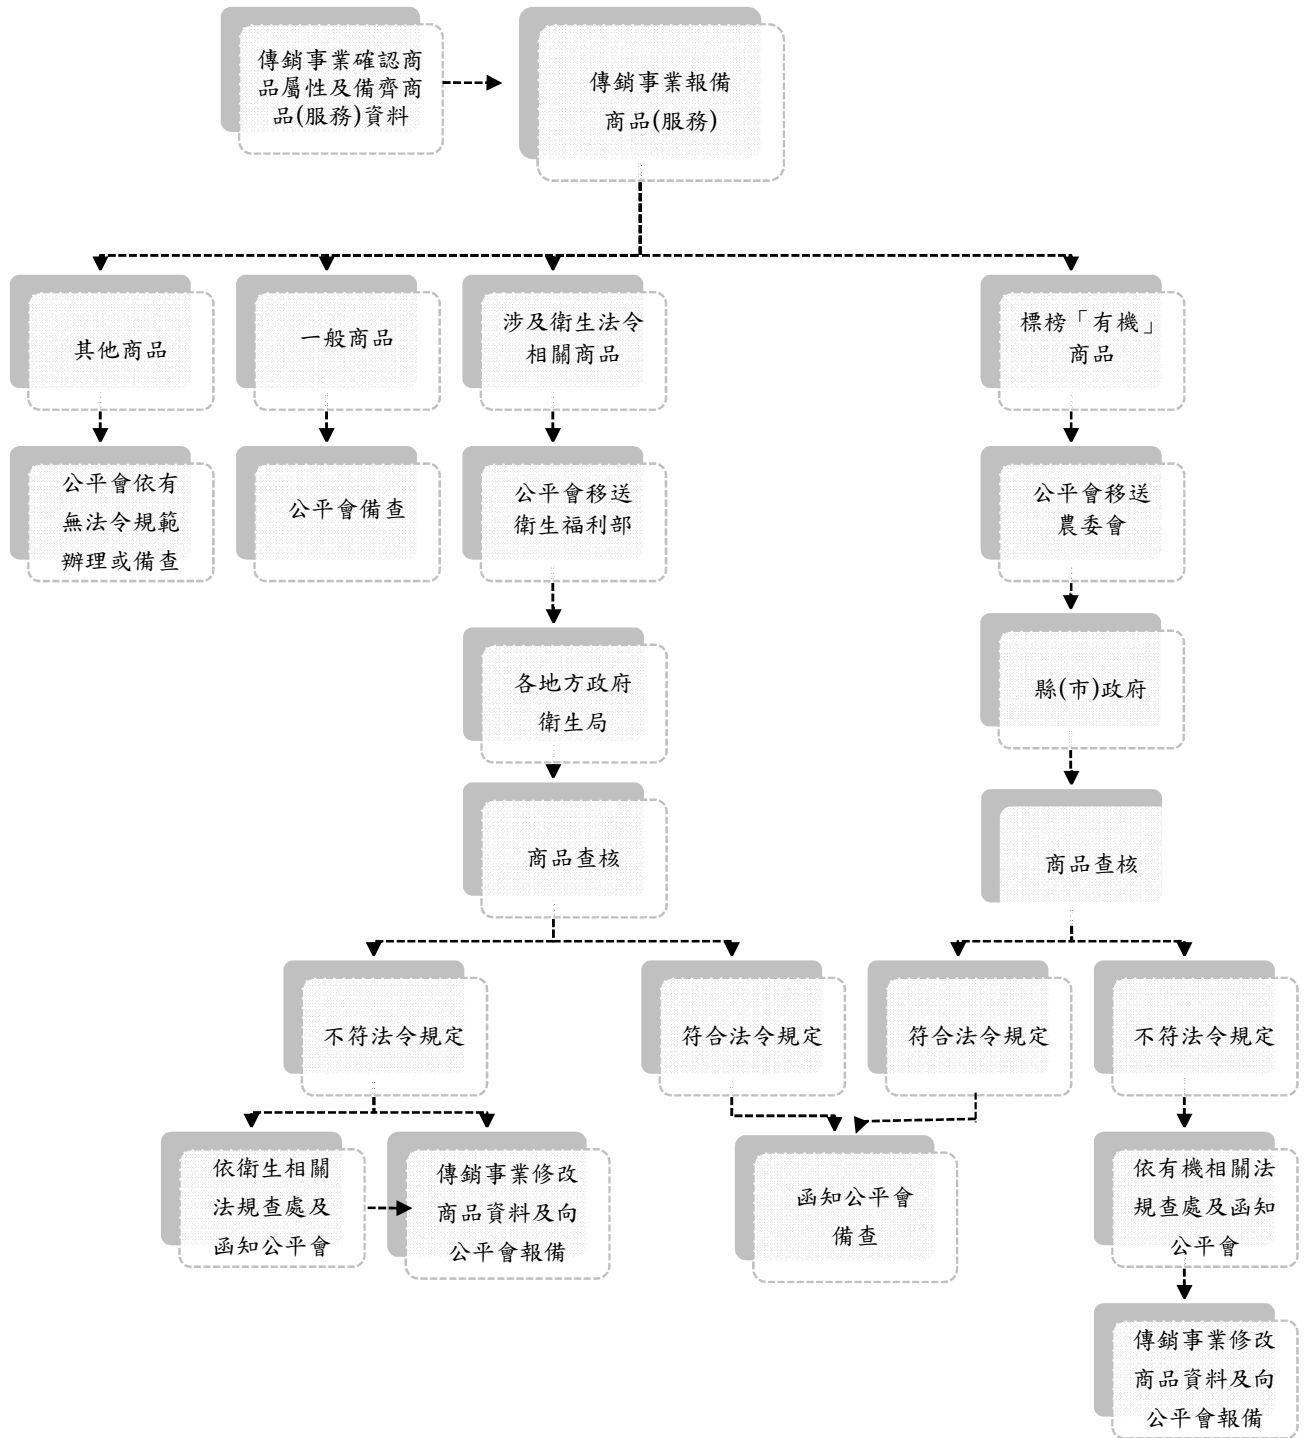 傳銷事業確認商
品屬性及備齊商
品(服務)資料
傳銷事業報備
商品(服務)
其他商品
一般商品
涉及衛生法令
相關商品
標榜「有機」
商品
公平會依有
無法令規範
辦理或備查
公平會備查
公平會移送
衛生福利部
公平會移送
農委會
各地方政府
衛生局
縣(市)政府
商品查核
商品查核
不符法令規定
符合法令規定
符合法令規定
不符法令規定
依衛生相關
法規查處及
函知公平會
傳銷事業修改
商品資料及向
公平會報備
函知公平會
備查
依有機相關法
規查處及函知
公平會
傳銷事業修改
商品資料及向
公平會報備